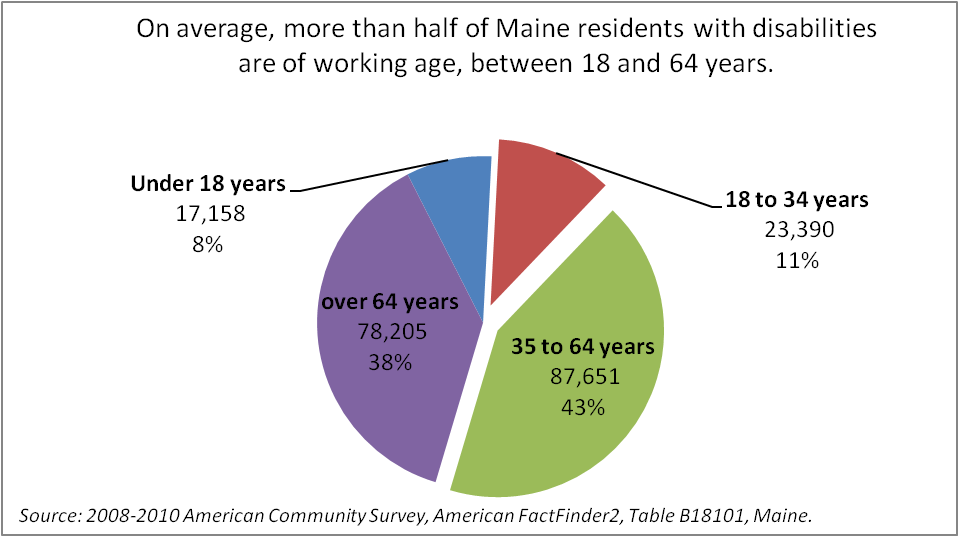 On average, more than half of Maine residents with disabilities
are of working age, between 18 and 64 years.
Under 18 years
17,158
8%
18 to 34 years
23,390
11%
over 64 years
78,205
38%
35 to 64 years
87,651
43%
Source: 2008-2010 American Community Survey, American FactFinder2, Table B18101, Maine.